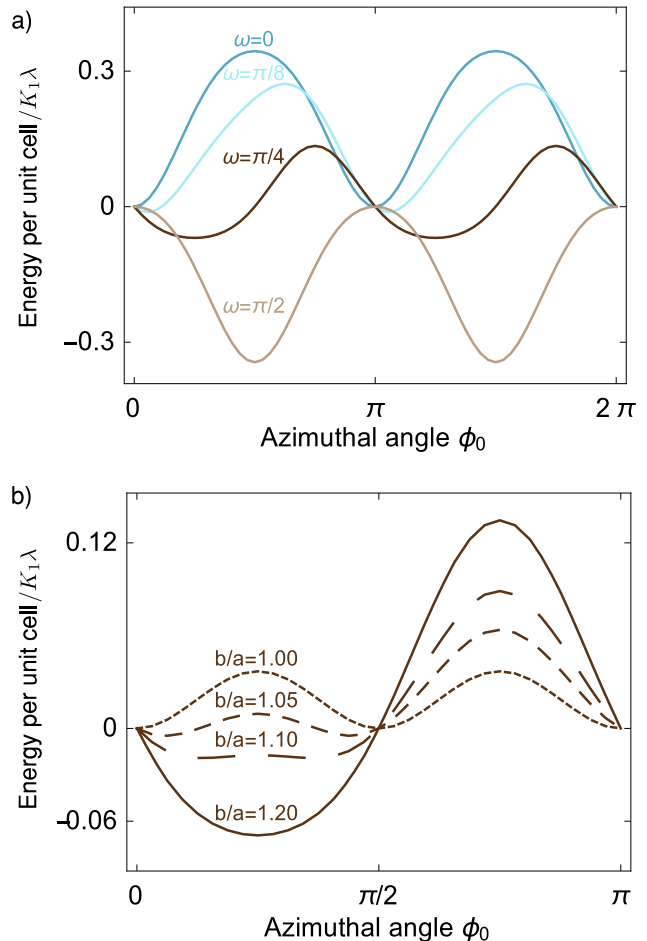 a)
Energy per unit cell/K₁λ
0.3
0
−0.3
ω=0
ω=π/8
ω=π/4
ω=π/2
0
π
2 π
Azimuthal angle ϕ₀
b)
Energy per unit cell/K₁λ
0.12
0
−0.06
b/a=1.00
b/a=1.05
b/a=1.10
b/a=1.20
0
π/2
π
Azimuthal angle ϕ₀